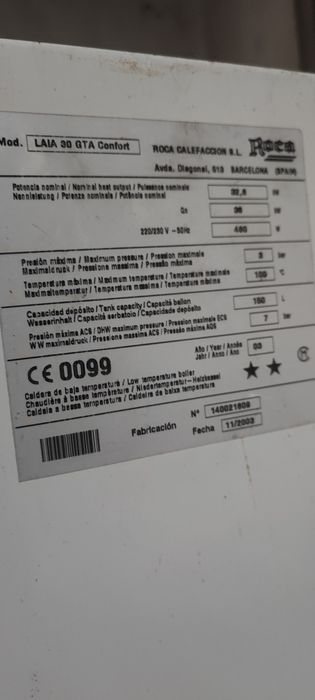 Mod. LAIA 30 GTA Confort
ROCA CALEFACCION S.L. Roca
Avda. Diagonal, 513 BARCELONA (SPAIN)
Potencia nominal / Nominal heat output / Puissance nominale
Nennleistung / Potenza nominale / Potência nominal
Qn
220/230 V ~ 50Hz 
Presión máxima / Maximum pressure / Pression maximale 3 bar
Maximaldruck / Pressione massima / Pressão máxima
Temperatura máxima / Maximum temperature / Temperature maximale 100 °C
Maximaltemperatur / Temperatura massima / Temperatura máxima
Capacidad depósito / Tank capacity / Capacité ballon
Wasserinhalt / Capacità serbatoio / Capacidade depósito L
Presión máxima ACS / DHW maximum pressure / Pression maximale ECS 7 bar
WW maximaldruck / Pressione massima ACS / Pressão máxima AQS
CE 0099
Año / Year / Année 03
Jahr / Anno / Ano
Caldera de baja temperatura / Low temperature boiler
Chaudière à basse température / Niedertemperatur-Heizkessel
Caldaia a bassa temperatura / Caldeira de baixa temperatura
Fabricación
Nº 140021809
Fecha 11/2003